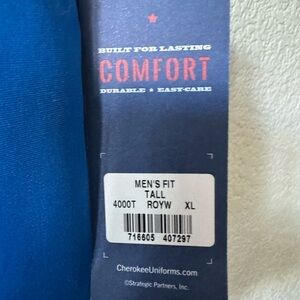 BUILT FOR LASTING
COMFORT
DURABLE ★ EASY-CARE
MEN'S FIT
TALL
4000T ROYW XL
716605 407297
CherokeeUniforms.com
©Strategic Partners, Inc.